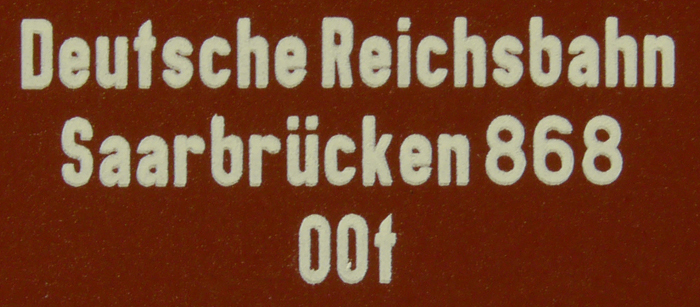 Deutsche Reichsbahn
Saarbrücken 868
00t